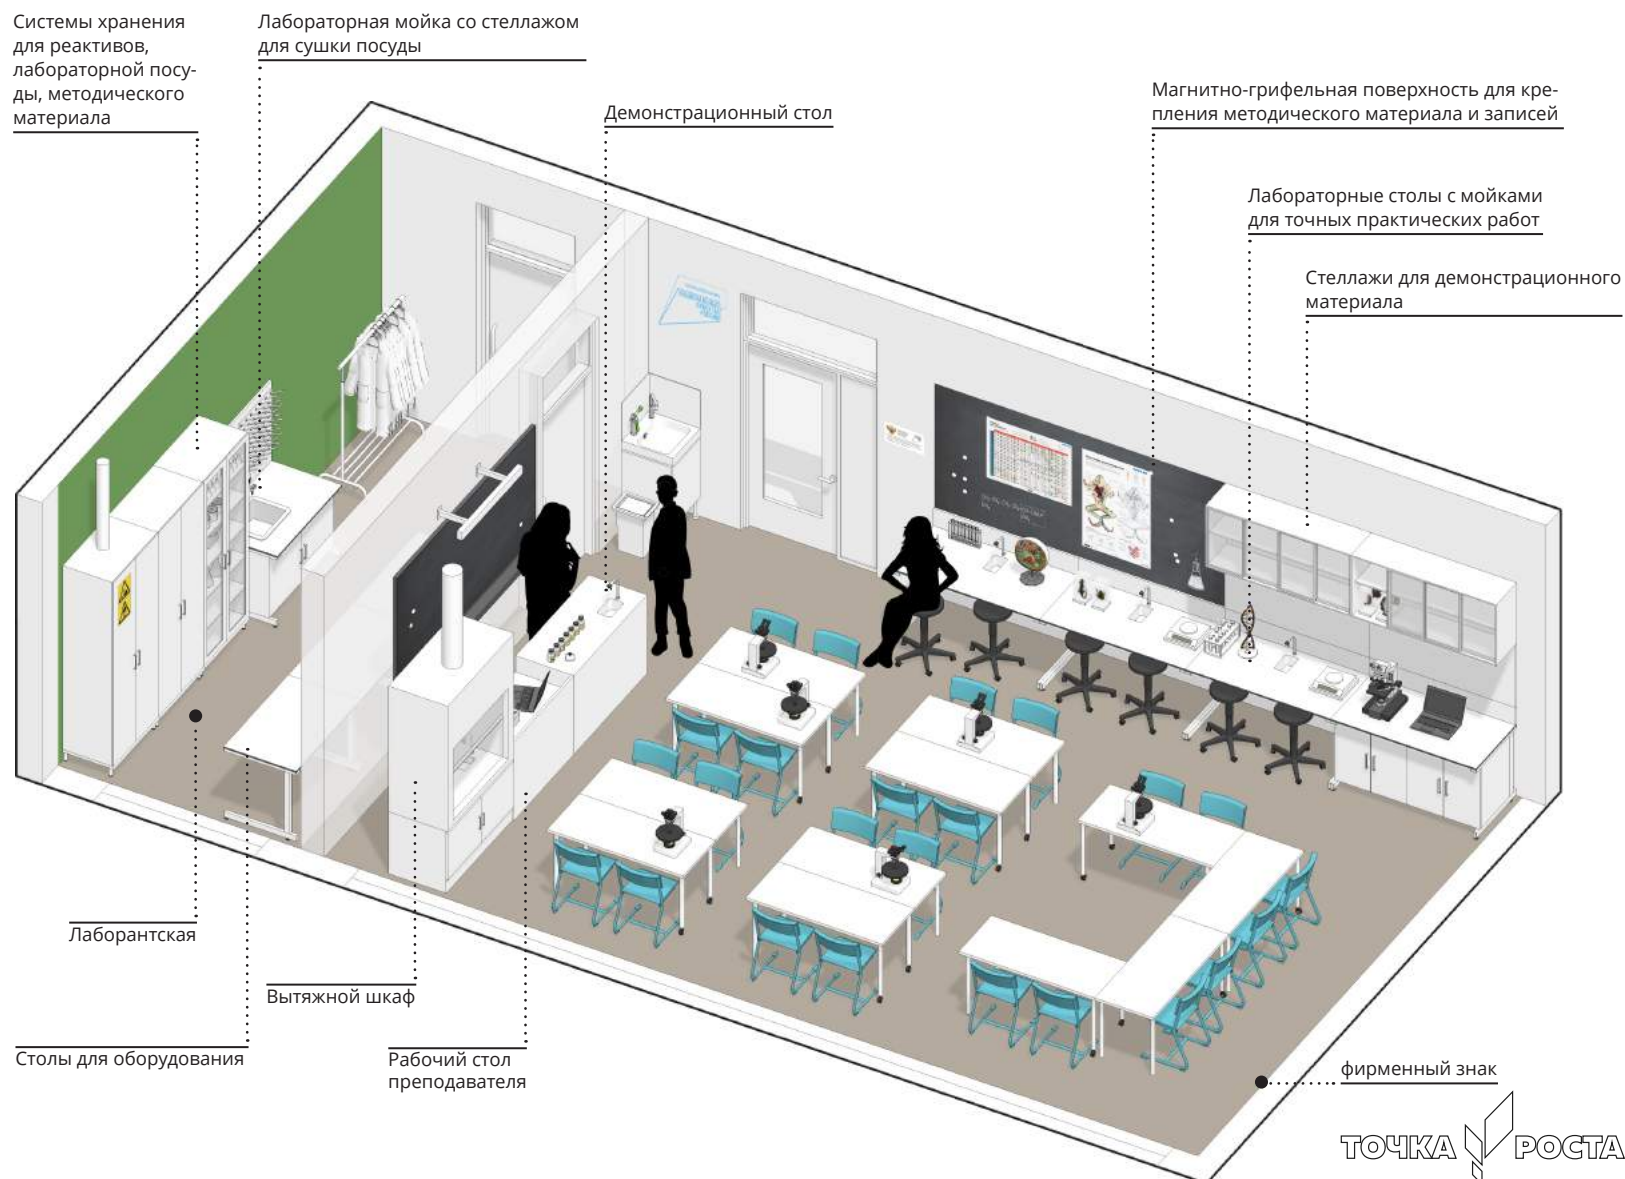 Системы хранения
для реактивов,
лабораторной посу-
ды, методического
материала
Лабораторная мойка со стеллажом
для сушки посуды
Демонстрационный стол
Магнитно-грифельная поверхность для кре-
пления методического материала и записей
Лабораторные столы с мойками
для точных практических работ
Стеллажи для демонстрационного
материала
Лаборантская
Вытяжной шкаф
Столы для оборудования
Рабочий стол
преподавателя
фирменный знак
ТОЧКА РОСТА